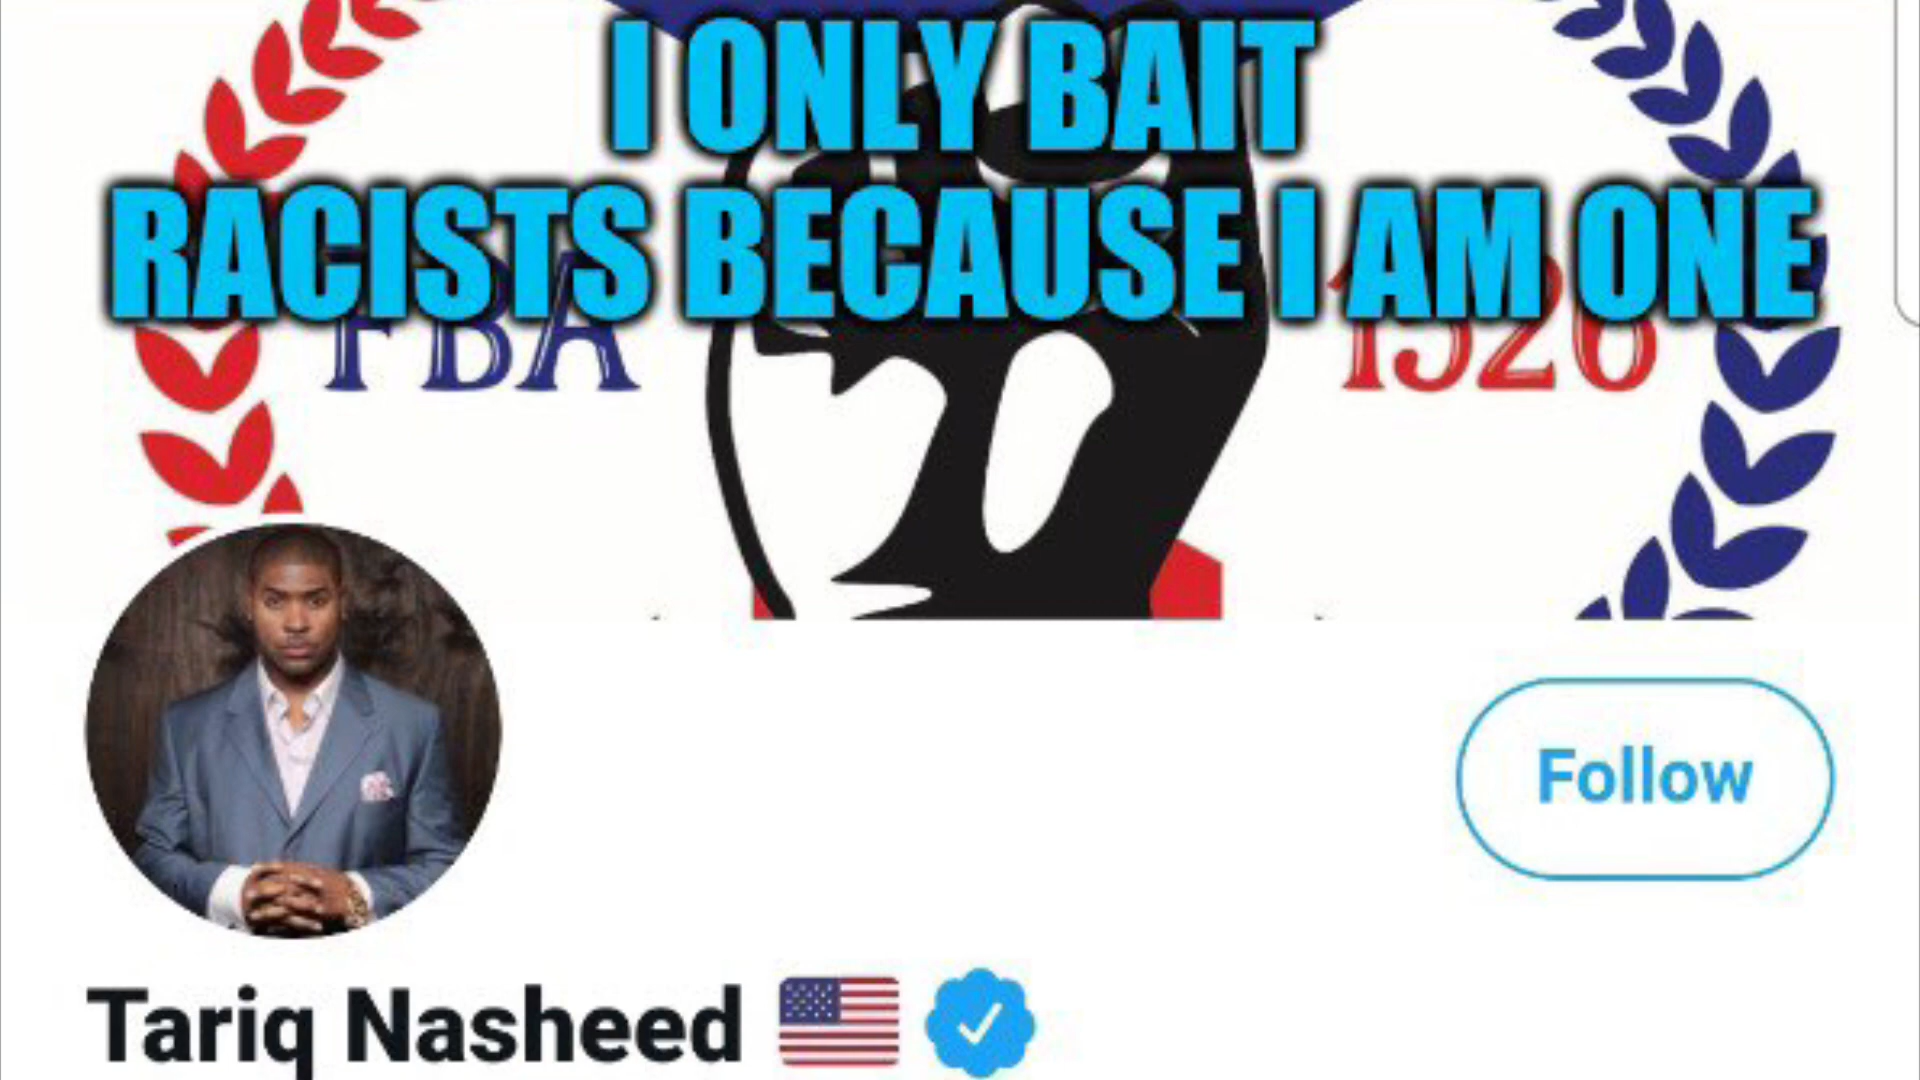 I ONLY BAIT
RACISTS BECAUSE I AM ONE
FBA 1526
Follow
Tariq Nasheed